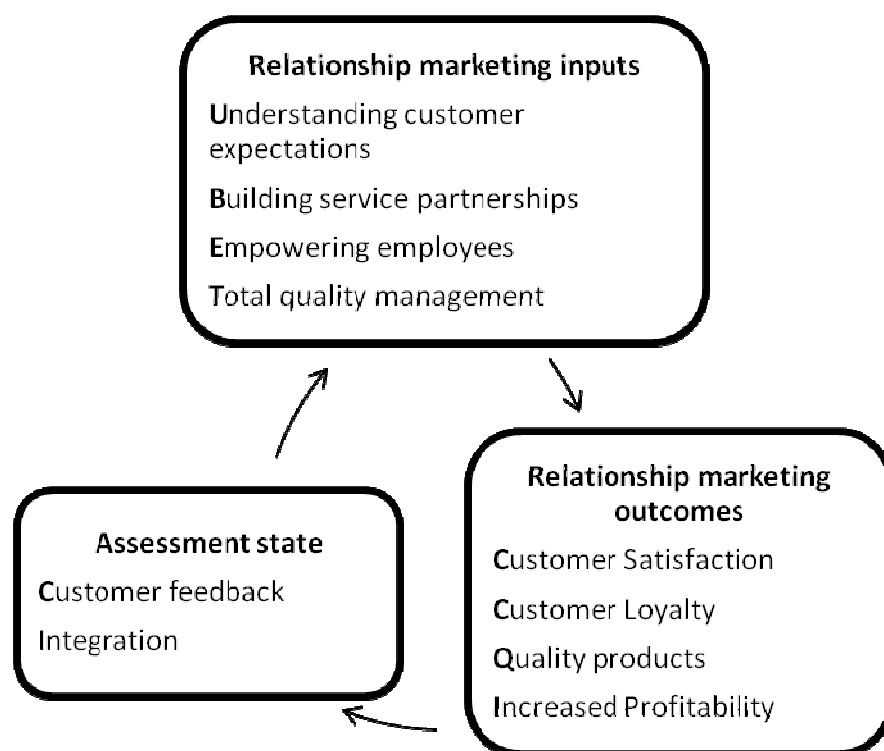 Relationship marketing inputs
Understanding customer
expectations
Building service partnerships
Empowering employees
Total quality management
Relationship marketing
outcomes
Customer Satisfaction
Customer Loyalty
Quality products
Increased Profitability
Assessment state
Customer feedback
Integration